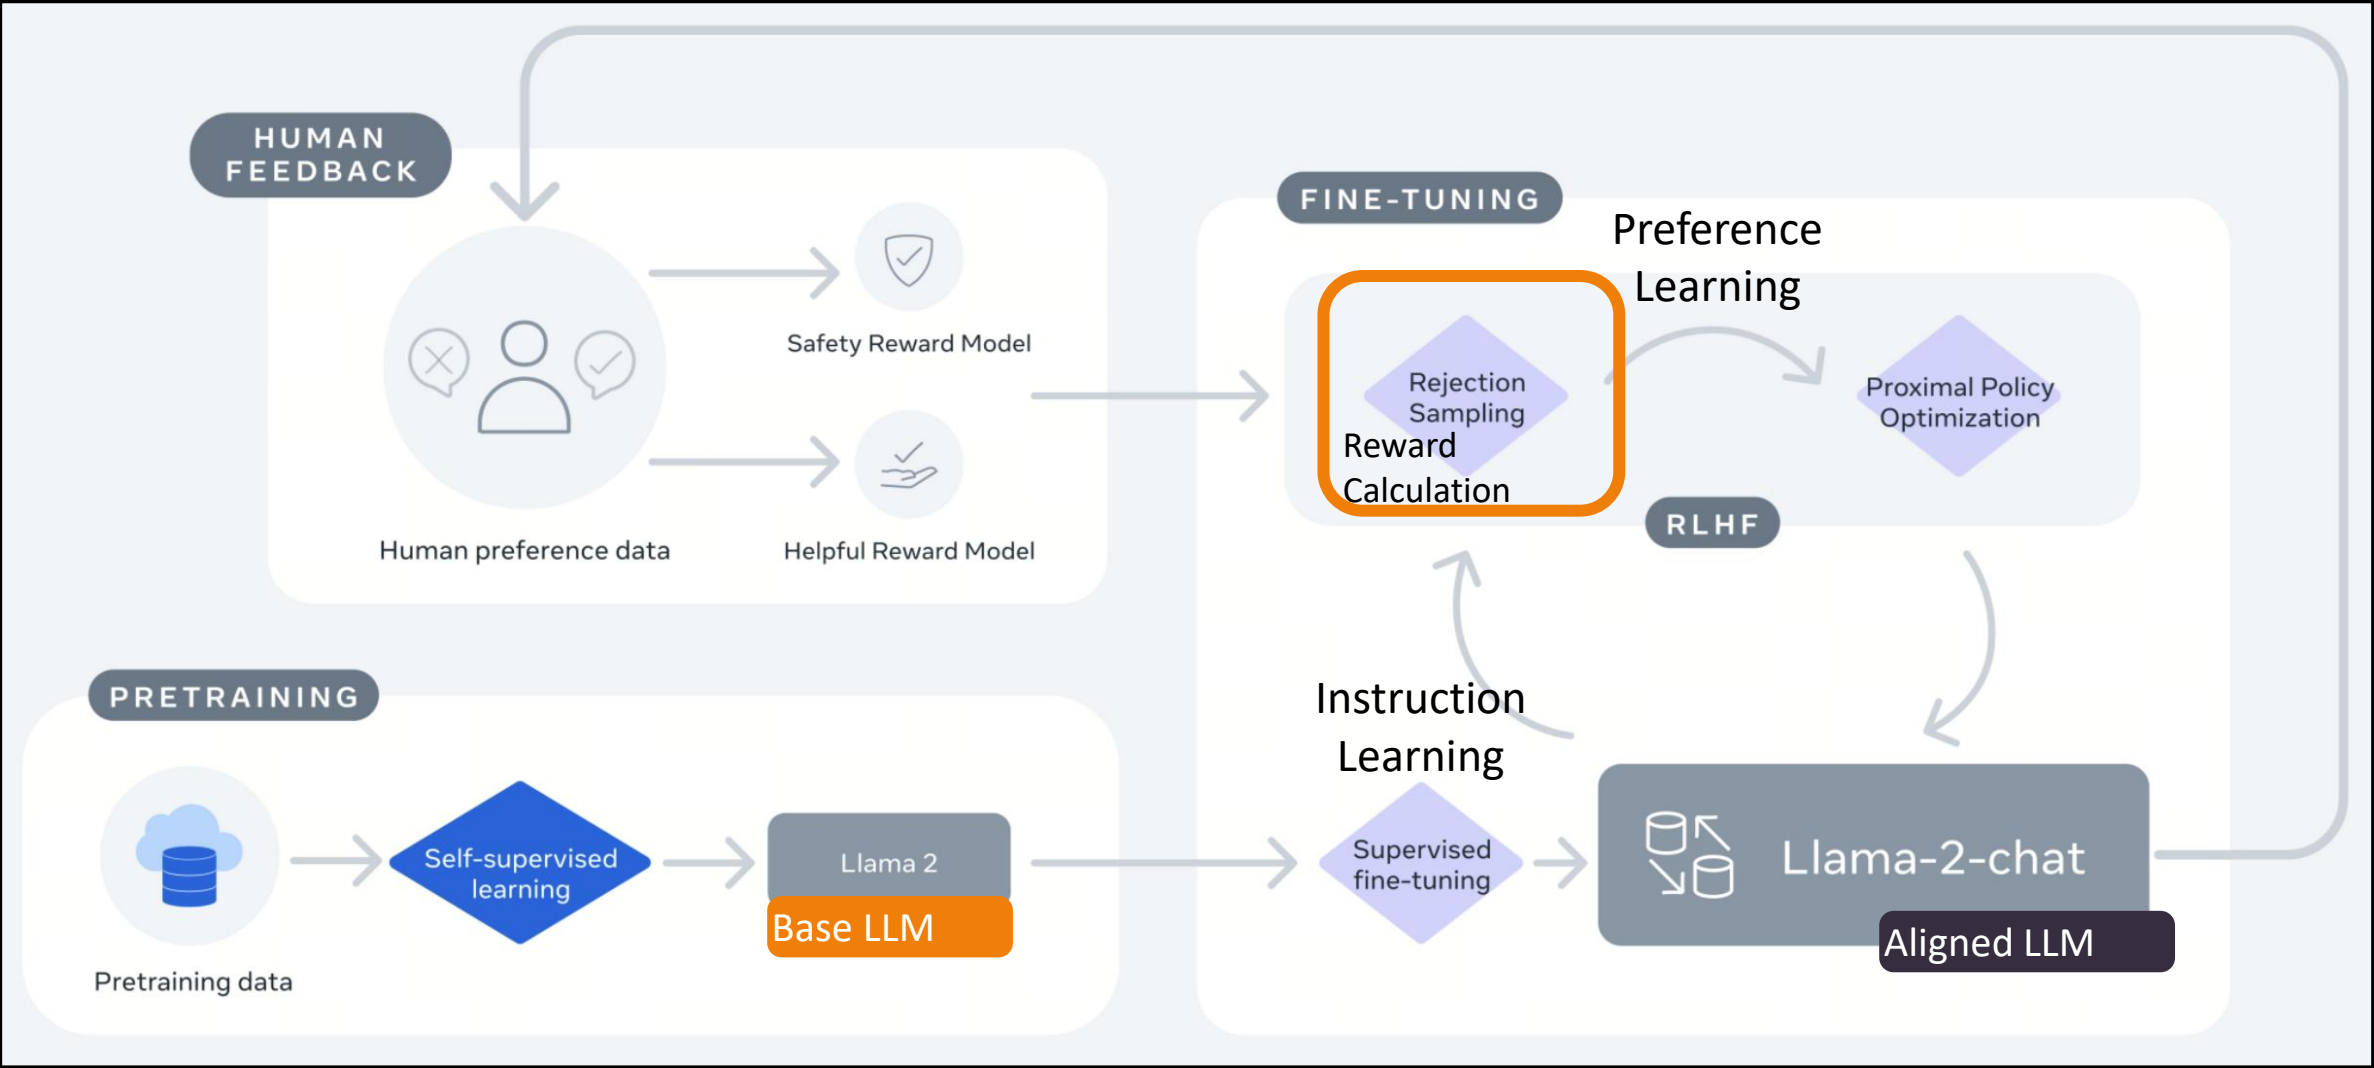 HUMAN
FEEDBACK
Safety Reward Model
Human preference data
Helpful Reward Model
FINE-TUNING
Preference
Learning
Rejection
Sampling
Reward
Calculation
Proximal Policy
Optimization
RLHF
PRETRAINING
Pretraining data
Self-supervised
learning
Llama 2
Base LLM
Instruction
Learning
Supervised
fine-tuning
Llama-2-chat
Aligned LLM